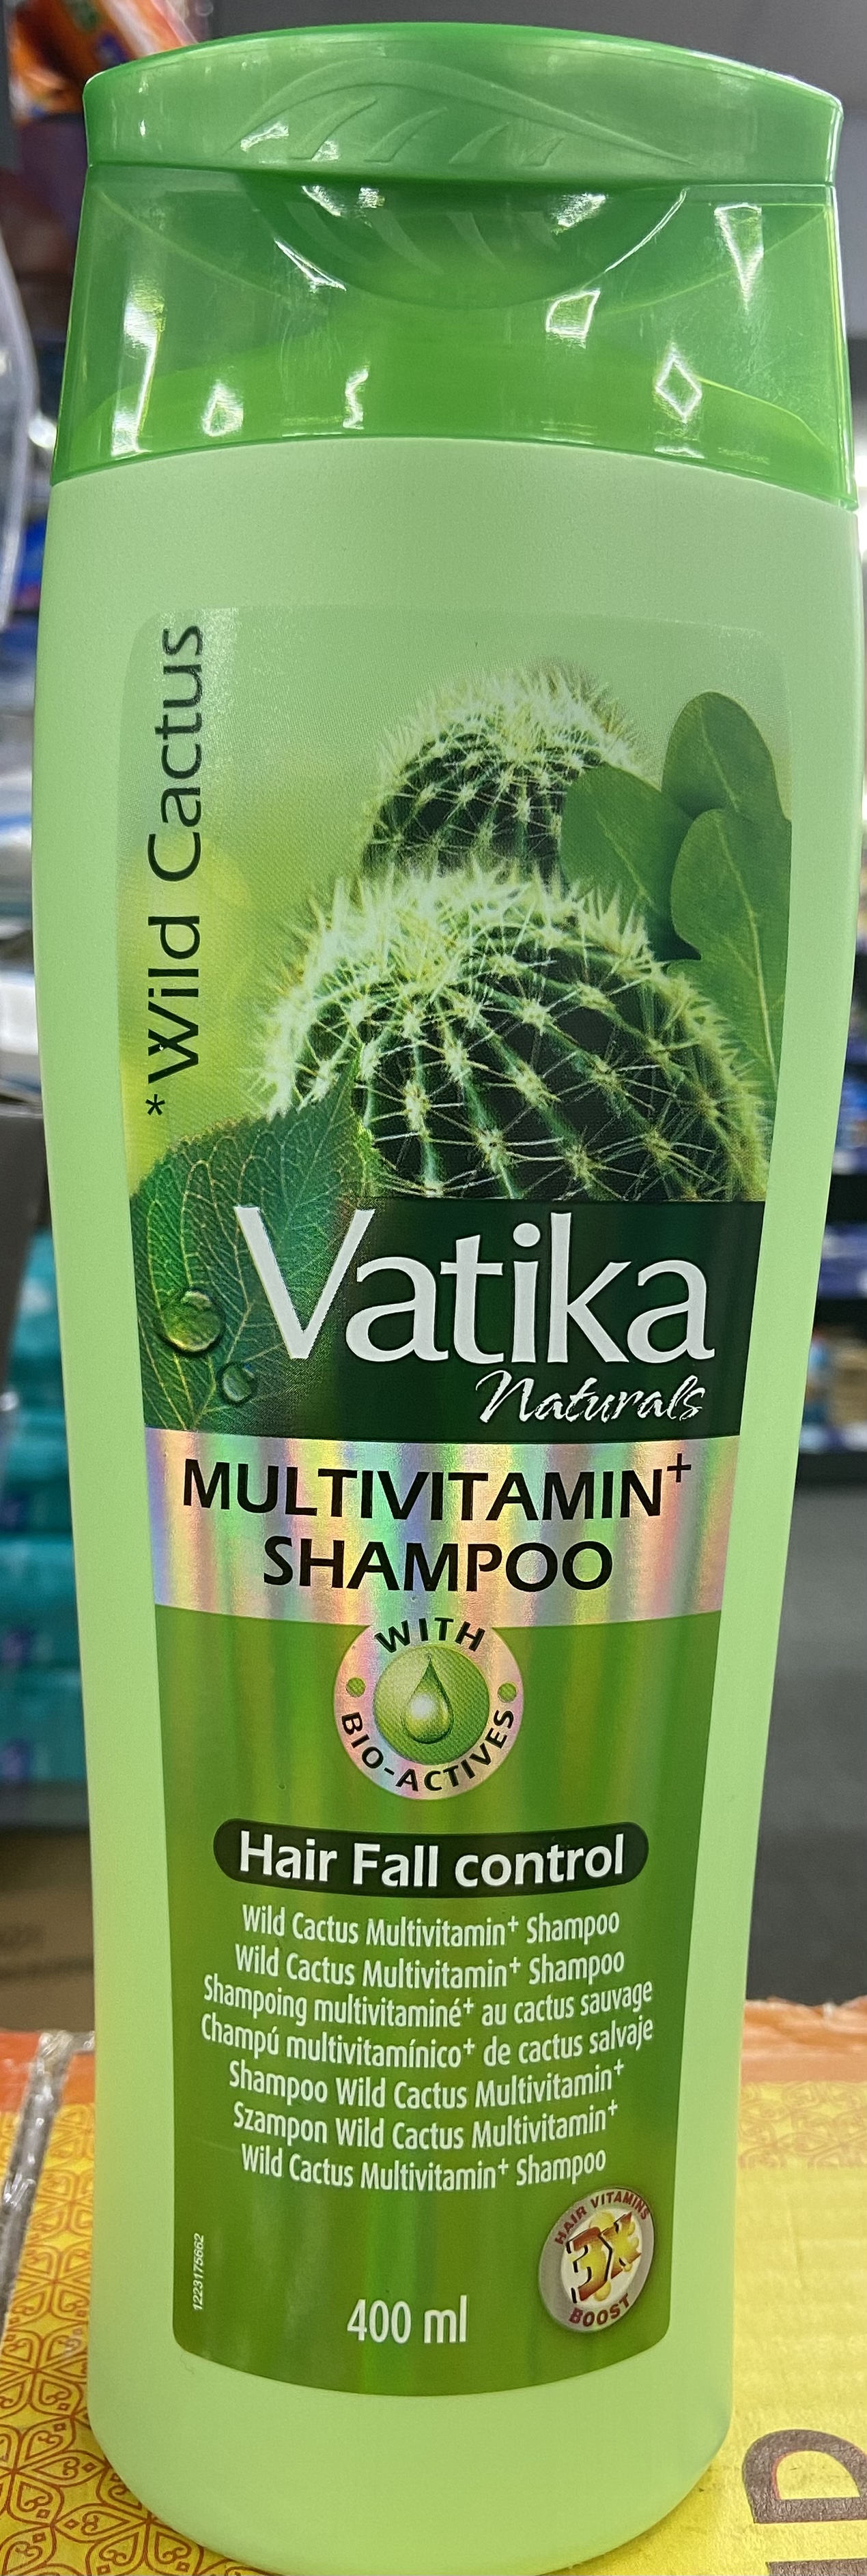 *Wild Cactus
Vatika
Naturals
MULTIVITAMIN+
SHAMPOO
WITH
BIO-ACTIVES
Hair Fall control
Wild Cactus Multivitamin+ Shampoo
Wild Cactus Multivitamin+ Shampoo
Shampoing multivitaminé+ au cactus sauvage
Champú multivitamínico+ de cactus salvaje
Shampoo Wild Cactus Multivitamin+
Szampon Wild Cactus Multivitamin+
Wild Cactus Multivitamin+ Shampoo
HAIR VITAMINS
3X
BOOST
1223175662
400 ml